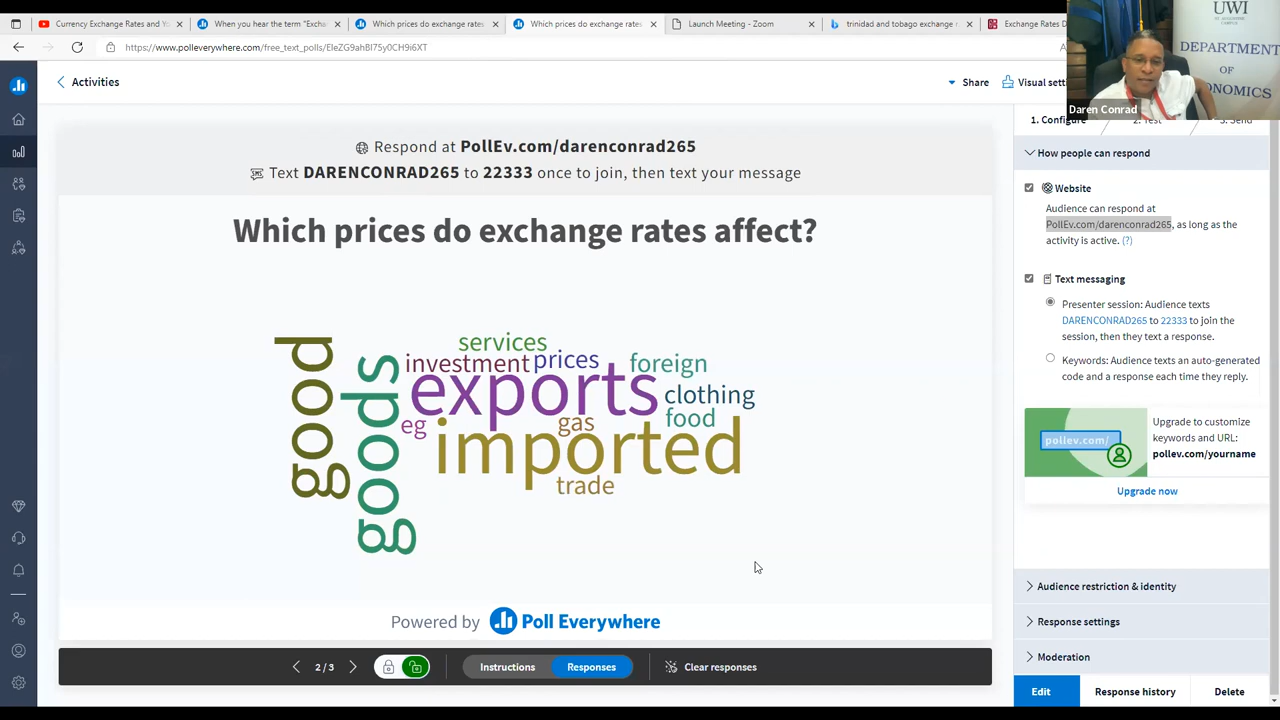 Currency Exchange Rates and Yo
When you hear the term "Excha
Which prices do exchange rates
Which prices do exchange rates
Launch Meeting - Zoom
trinidad and tobago exchange r
Exchange Rates D
https://www.polleverywhere.com/free_text_polls/EIeZG9ahBl75y0CH9i6XT
UWI
DEPARTMENT
OF
ONOMICS
Daren Conrad
Activities
Share
Visual sett
1. Configure
2. Test
3. Send
Respond at PollEv.com/darenconrad265
Text DARENCONRAD265 to 22333 once to join, then text your message
Which prices do exchange rates affect?
good
goods
services
investment prices foreign
exports clothing
eg gas food
imported
trade
Powered by Poll Everywhere
2 / 3
Instructions
Responses
Clear responses
How people can respond
Website
Audience can respond at
PollEv.com/darenconrad265, as long as the
activity is active. (?)
Text messaging
Presenter session: Audience texts
DARENCONRAD265 to 22333 to join the
session, then they text a response.
Keywords: Audience texts an auto-generated
code and a response each time they reply.
pollev.com/
Upgrade to customize
keywords and URL:
pollev.com/yourname
Upgrade now
Audience restriction & identity
Response settings
Moderation
Edit
Response history
Delete